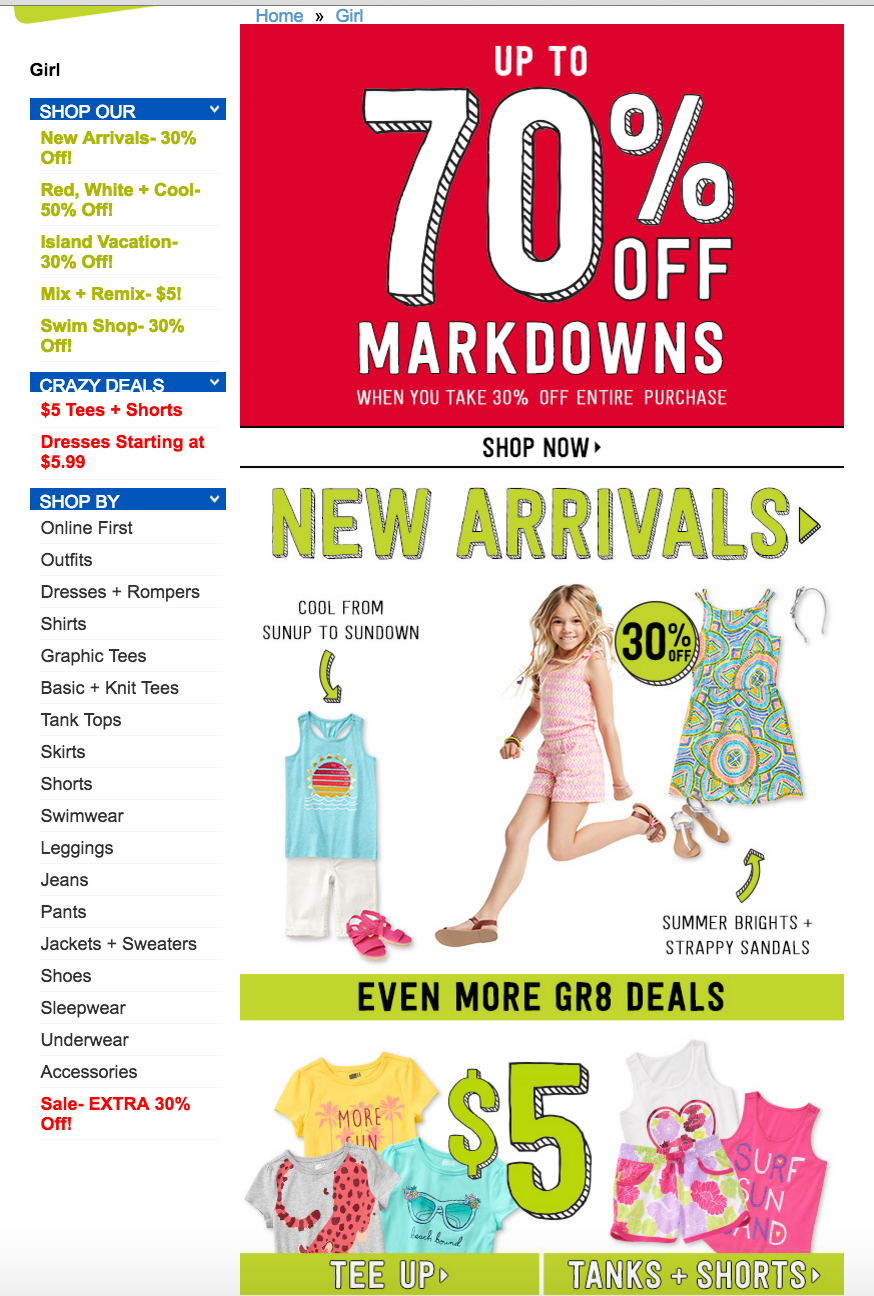 Home » Girl
Girl
SHOP OUR
New Arrivals- 30%
Off!
Red, White + Cool-
50% Off!
Island Vacation-
30% Off!
Mix + Remix- $5!
Swim Shop- 30%
Off!
CRAZY DEALS
$5 Tees + Shorts
Dresses Starting at
$5.99
SHOP BY
Online First
Outfits
Dresses + Rompers
Shirts
Graphic Tees
Basic + Knit Tees
Tank Tops
Skirts
Shorts
Swimwear
Leggings
Jeans
Pants
Jackets + Sweaters
Shoes
Sleepwear
Underwear
Accessories
Sale- EXTRA 30%
Off!
UP TO
70%
OFF
MARKDOWNS
WHEN YOU TAKE 30% OFF ENTIRE PURCHASE
SHOP NOW
NEW ARRIVALS
COOL FROM
SUNUP TO SUNDOWN
30%
OFF
SUMMER BRIGHTS +
STRAPPY SANDALS
EVEN MORE GR8 DEALS
MORE
SUN
beach bound
$5
SURF
SUN
AND
TEE UP
TANKS + SHORTS